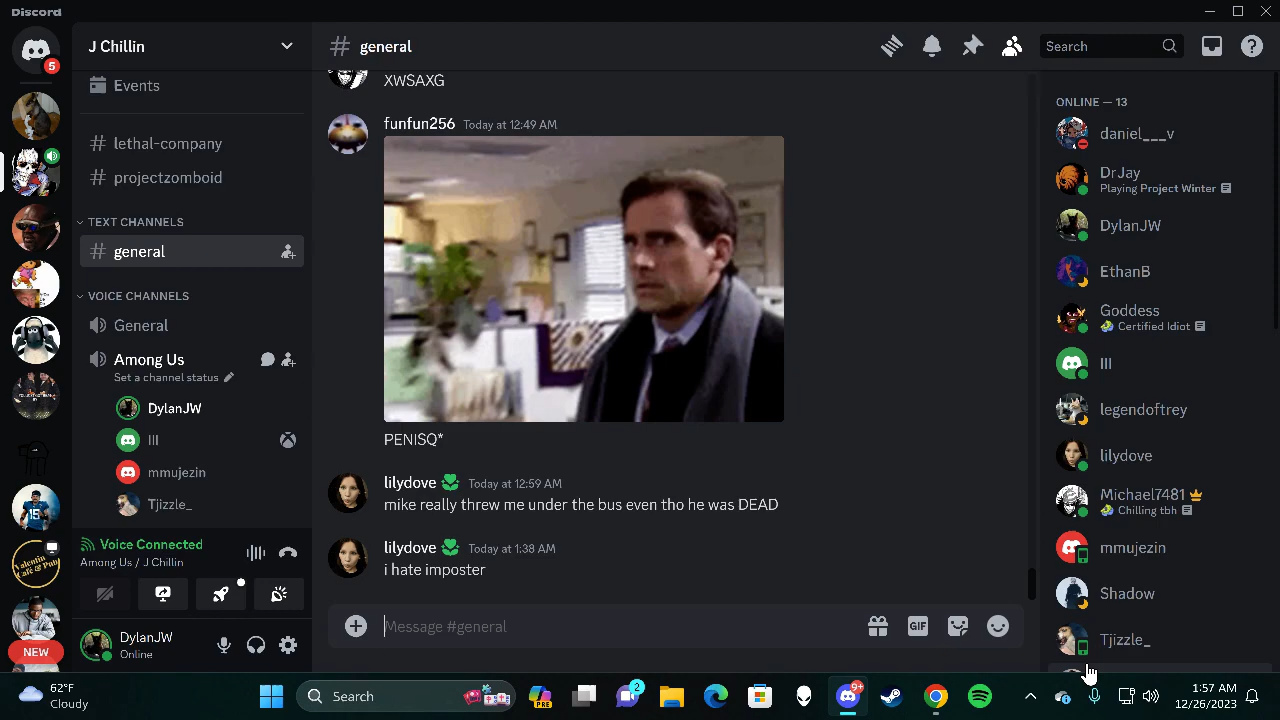 Discord
5
J Chillin
general
Search
Events
lethal-company
projectzomboid
TEXT CHANNELS
general
VOICE CHANNELS
General
Among Us
Set a channel status
DylanJW
lll
mmujezin
Tjizzle_
Voice Connected
Among Us / J Chillin
DylanJW
Online
NEW
XWSAXG
funfun256 Today at 12:49 AM
PENISQ*
lilydove Today at 12:59 AM
mike really threw me under the bus even tho he was DEAD
lilydove Today at 1:38 AM
i hate imposter
Message #general
GIF
ONLINE — 13
daniel___v
DrJay
Playing Project Winter
DylanJW
EthanB
Goddess
Certified Idiot
lll
legendoftrey
lilydove
Michael7481
Chilling tbh
mmujezin
Shadow
Tjizzle_
62°F
Cloudy
Search
PRE
2
9+
1:57 AM
12/26/2023